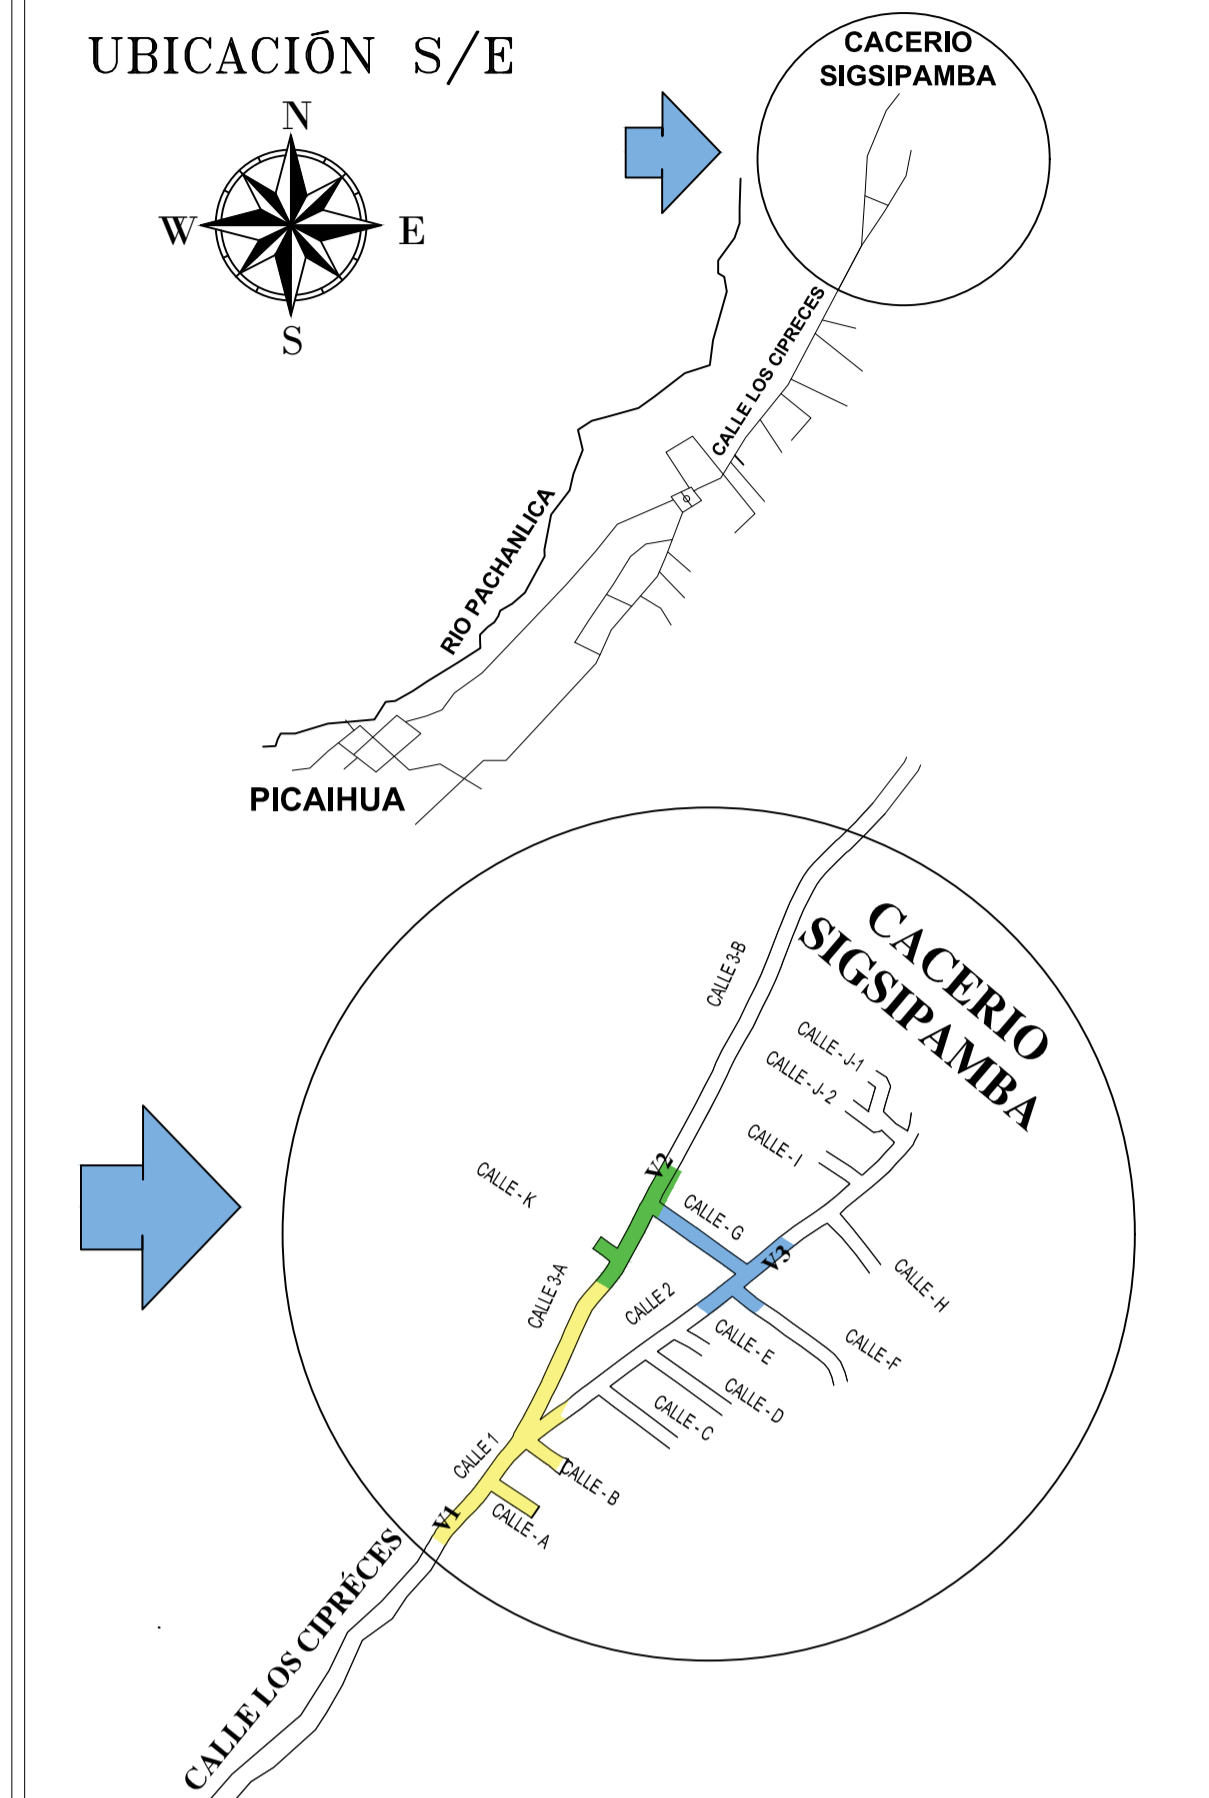 UBICACIÓN S/E
N
W
E
S
CACERIO
SIGSIPAMBA
CALLE LOS CIPRECES
RIO PACHANLICA
PICAIHUA
CACERIO
SIGSIPAMBA
CALLE 3-B
CALLE - J-1
CALLE - J- 2
CALLE - I
V2
CALLE - K
CALLE - G
V3
CALLE - H
CALLE 3-A
CALLE 2
CALLE - E
CALLE -F
CALLE - D
CALLE - C
CALLE 1
CALLE - B
V1
CALLE - A
CALLE LOS CIPRÉCES